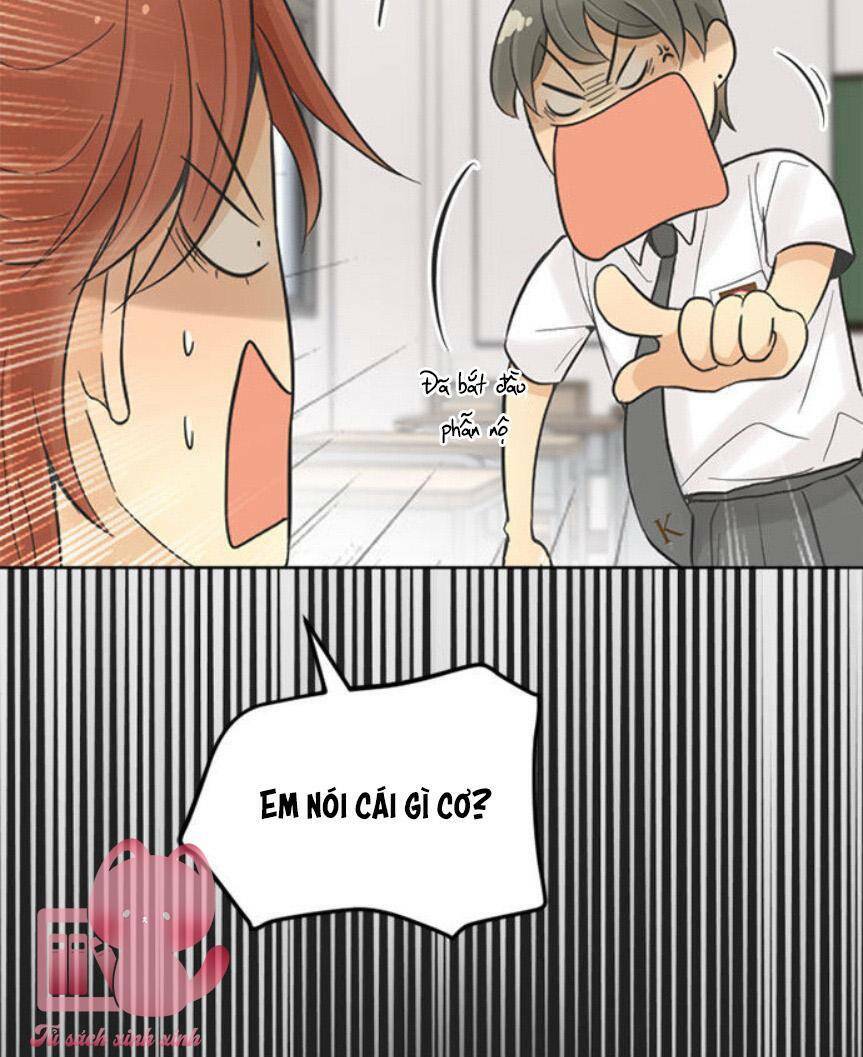 Đã bắt đầu
phẫn nộ
K
EM NÓI CÁI GÌ CƠ?
Tủ sách xinh xinh